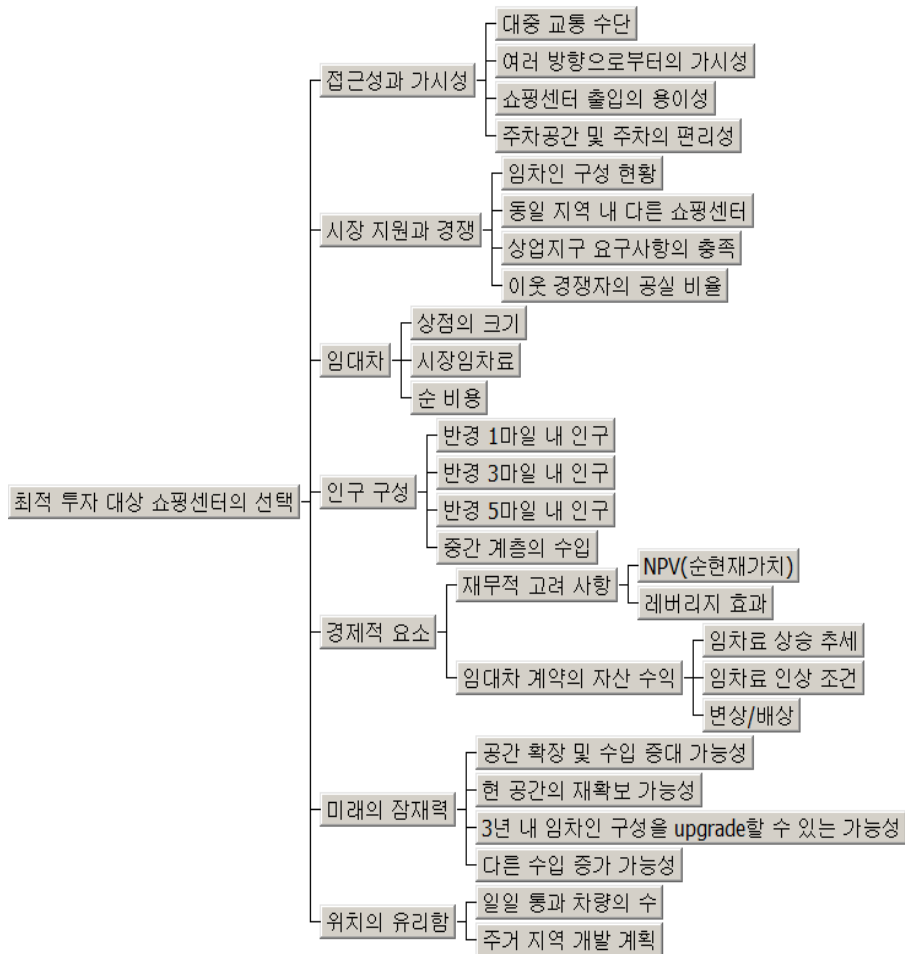 최적 투자 대상 쇼핑센터의 선택
접근성과 가시성
대중 교통 수단
여러 방향으로부터의 가시성
쇼핑센터 출입의 용이성
주차공간 및 주차의 편리성
시장 지원과 경쟁
임차인 구성 현황
동일 지역 내 다른 쇼핑센터
상업지구 요구사항의 충족
이웃 경쟁자의 공실 비율
임대차
상점의 크기
시장임차료
순 비용
인구 구성
반경 1마일 내 인구
반경 3마일 내 인구
반경 5마일 내 인구
중간 계층의 수입
경제적 요소
재무적 고려 사항
NPV(순현재가치)
레버리지 효과
임대차 계약의 자산 수익
임차료 상승 추세
임차료 인상 조건
변상/배상
미래의 잠재력
공간 확장 및 수입 증대 가능성
현 공간의 재확보 가능성
3년 내 임차인 구성을 upgrade할 수 있는 가능성
다른 수입 증가 가능성
위치의 유리함
일일 통과 차량의 수
주거 지역 개발 계획